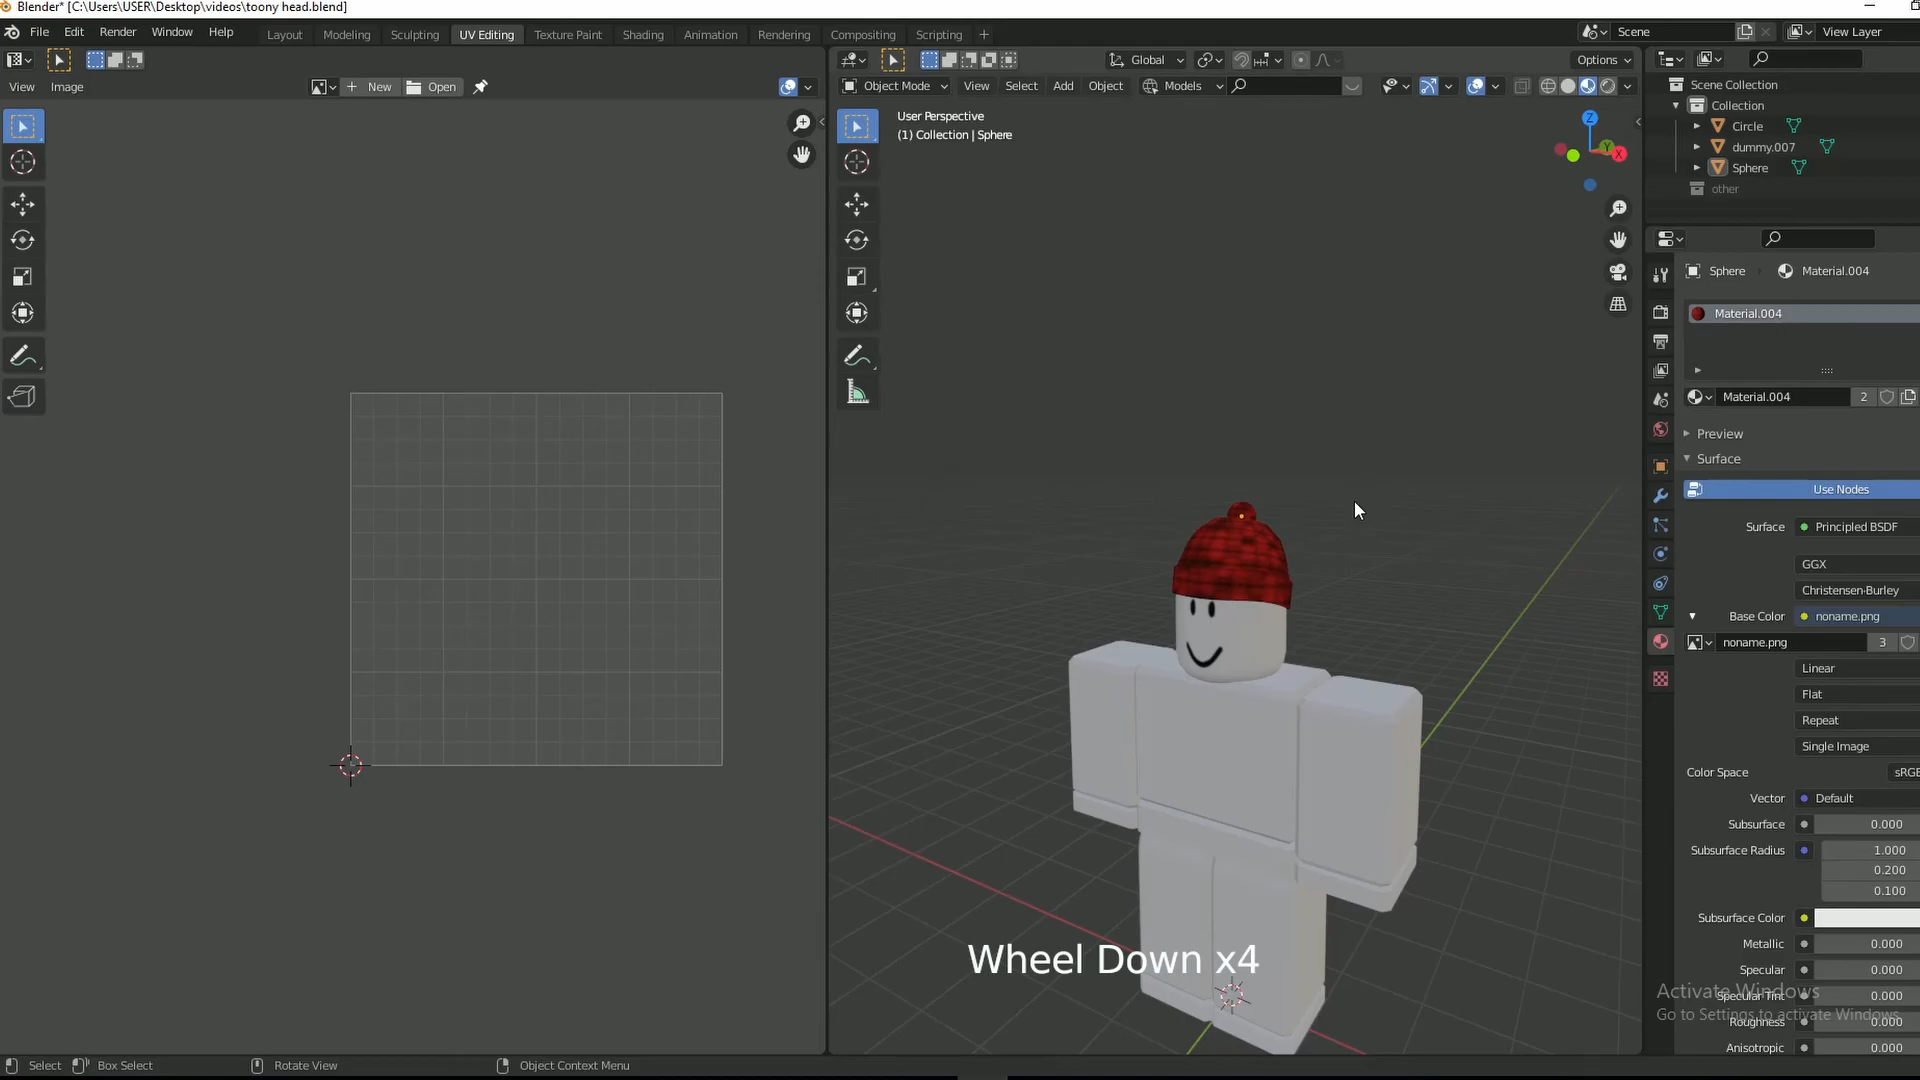 Blender* [C:\Users\USER\Desktop\videos\toony head.blend]
File Edit Render Window Help
Layout Modeling Sculpting UV Editing Texture Paint Shading Animation Rendering Compositing Scripting +
Scene
View Layer
Global
Options
View Image
New Open
Object Mode View Select Add Object Models
User Perspective
(1) Collection | Sphere
Z
Y
X
Scene Collection
Collection
Circle
dummy.007
Sphere
other
Sphere Material.004
Material.004
Material.004 2
Preview
Surface
Use Nodes
Surface Principled BSDF
GGX
Christensen-Burley
Base Color noname.png
noname.png 3
Linear
Flat
Repeat
Single Image
Color Space sRGE
Vector Default
Subsurface 0.000
Subsurface Radius 1.000
0.200
0.100
Subsurface Color
Metallic 0.000
Specular 0.000
Specular Tint 0.000
Roughness 0.000
Anisotropic 0.000
Wheel Down x4
Activate Windows
Go to Settings to activate Windows
Select Box Select Rotate View Object Context Menu